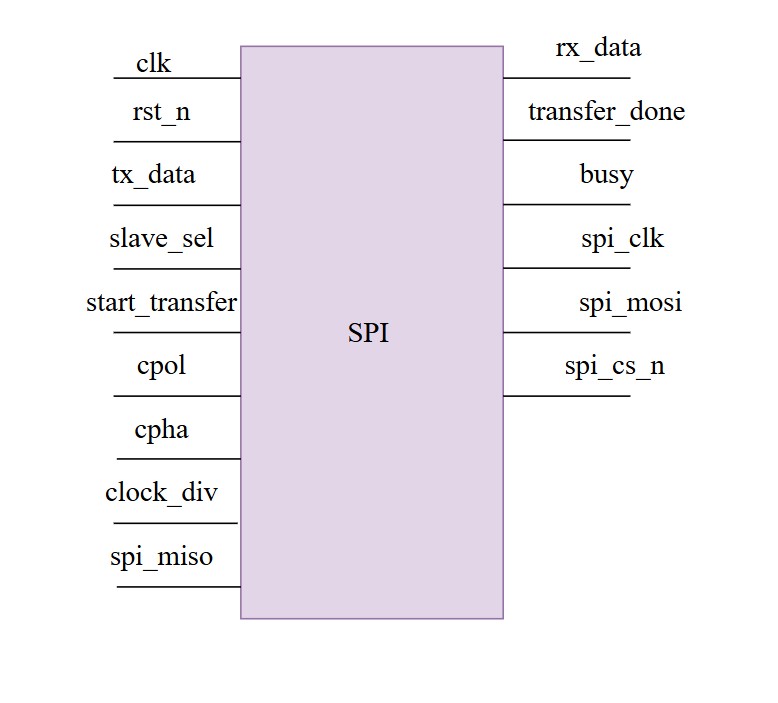 clk
rst_n
tx_data
slave_sel
start_transfer
cpol
cpha
clock_div
spi_miso
SPI
rx_data
transfer_done
busy
spi_clk
spi_mosi
spi_cs_n